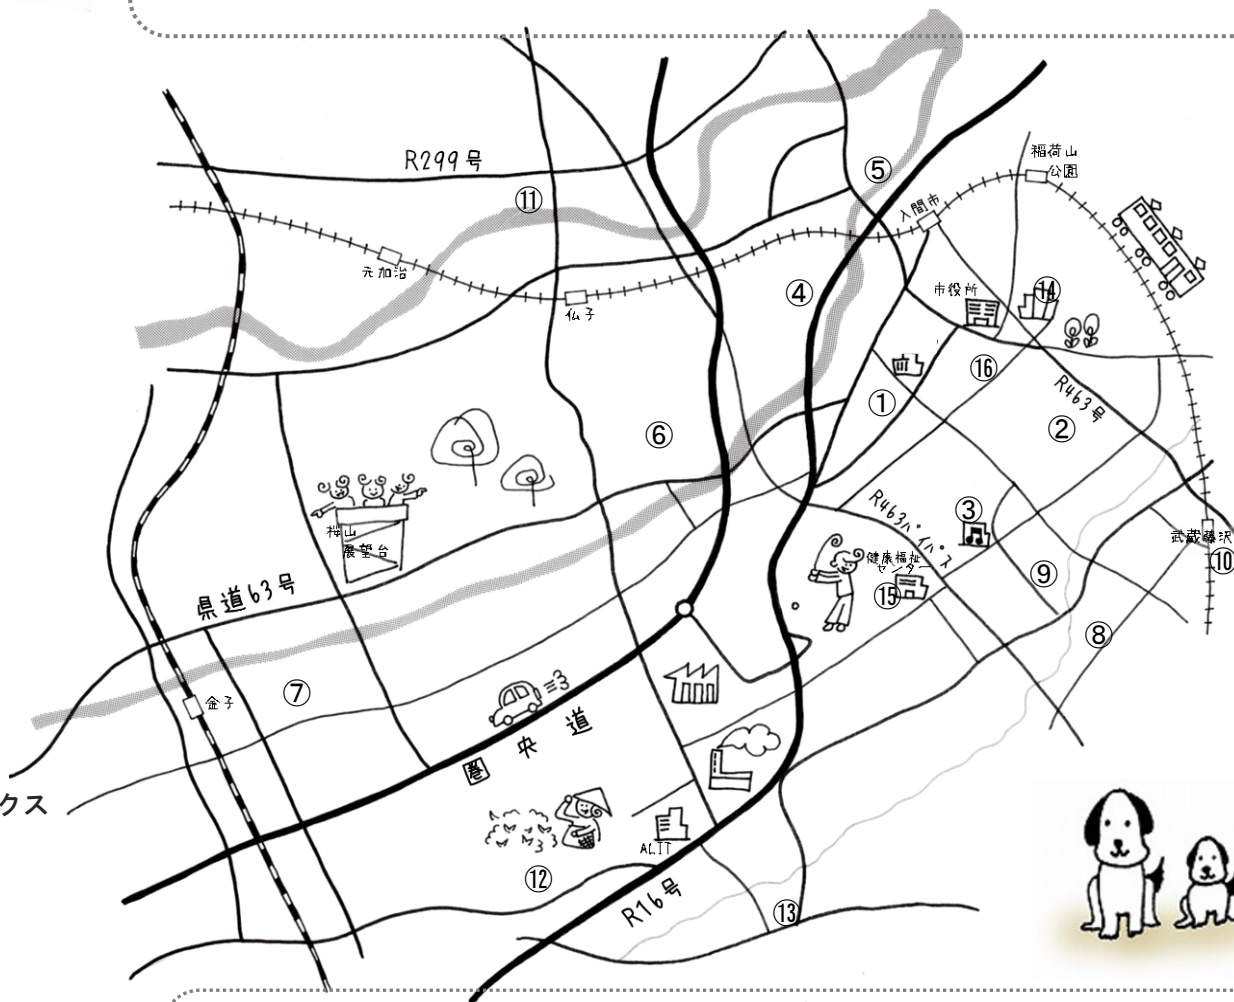 R299号
⑪
⑤
稲荷山
公園
入間市
元加治
仏子
④
市役所
⑭
①
⑯
R463号
②
⑥
桜山
展望台
R463バイパス
③
健康福祉
センター
⑮
⑨
武蔵藤沢
⑩
県道63号
⑧
⑦
金子
圏央道
クス
ALIT
⑫
R16号
⑬